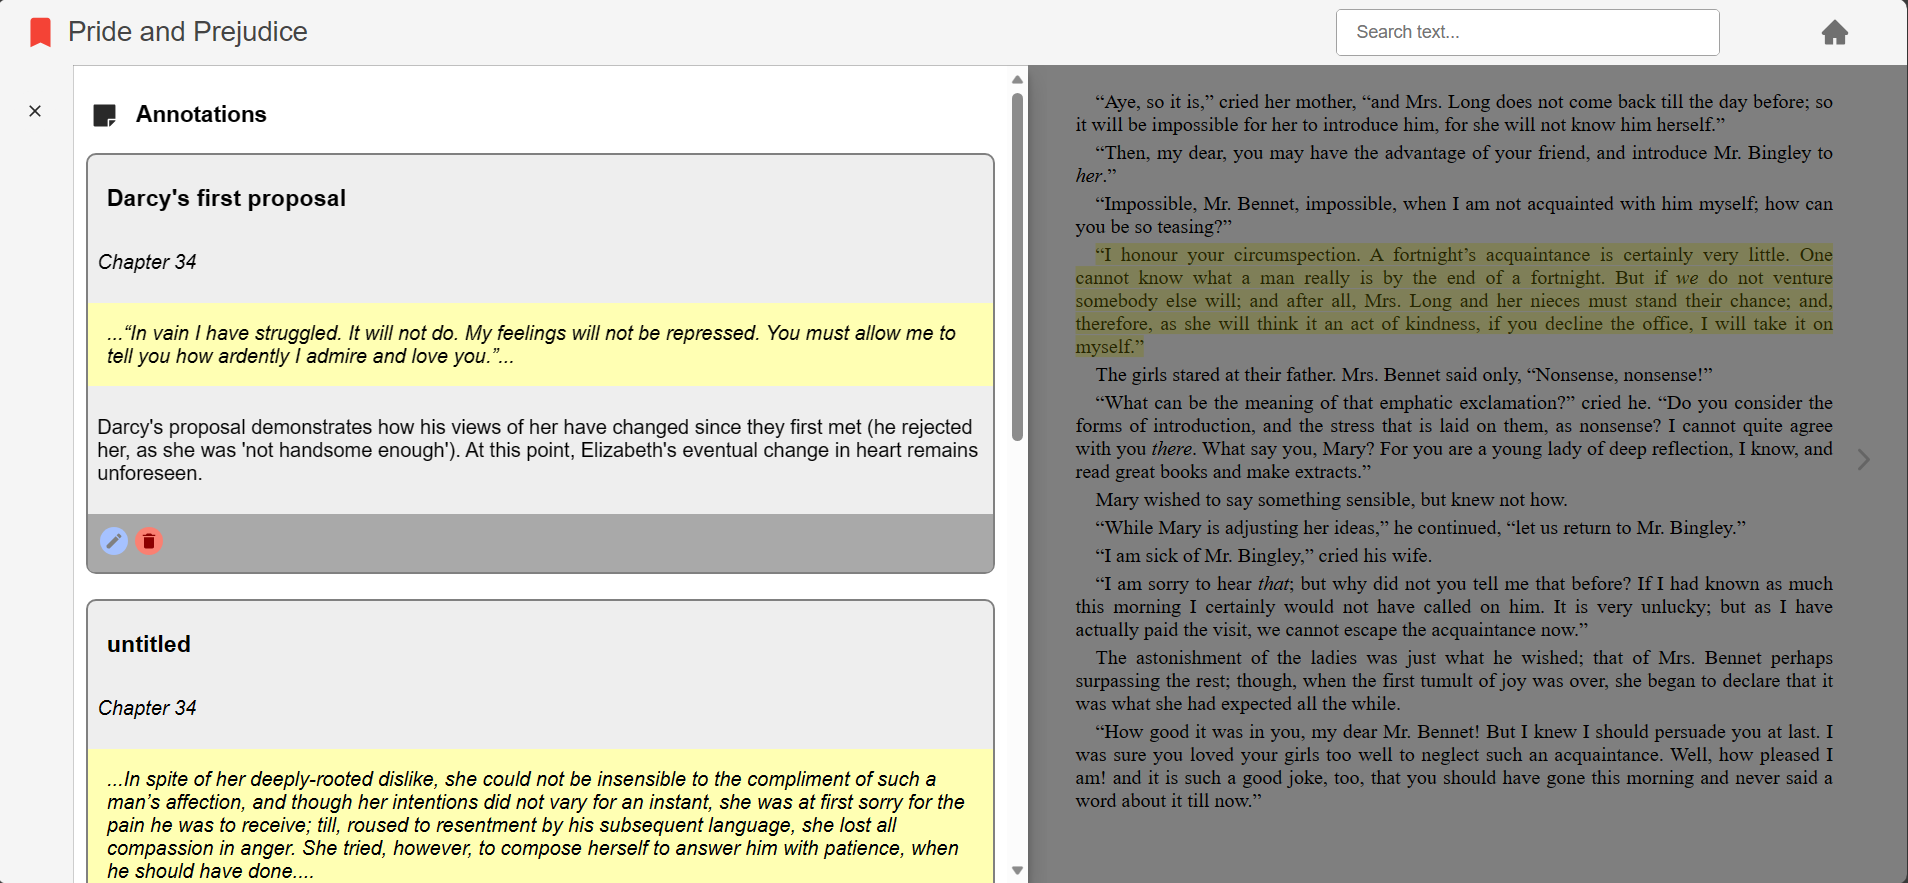 Pride and Prejudice
Search text...
Annotations
Darcy's first proposal
Chapter 34
...“In vain I have struggled. It will not do. My feelings will not be repressed. You must allow me to
tell you how ardently I admire and love you.”...
Darcy's proposal demonstrates how his views of her have changed since they first met (he rejected
her, as she was 'not handsome enough'). At this point, Elizabeth's eventual change in heart remains
unforeseen.
untitled
Chapter 34
...In spite of her deeply-rooted dislike, she could not be insensible to the compliment of such a
man’s affection, and though her intentions did not vary for an instant, she was at first sorry for the
pain he was to receive; till, roused to resentment by his subsequent language, she lost all
compassion in anger. She tried, however, to compose herself to answer him with patience, when
he should have done....
“Aye, so it is,” cried her mother, “and Mrs. Long does not come back till the day before; so
it will be impossible for her to introduce him, for she will not know him herself.”
“Then, my dear, you may have the advantage of your friend, and introduce Mr. Bingley to
her.”
“Impossible, Mr. Bennet, impossible, when I am not acquainted with him myself; how can
you be so teasing?”
“I honour your circumspection. A fortnight’s acquaintance is certainly very little. One
cannot know what a man really is by the end of a fortnight. But if we do not venture
somebody else will; and after all, Mrs. Long and her nieces must stand their chance; and,
therefore, as she will think it an act of kindness, if you decline the office, I will take it on
myself.”
The girls stared at their father. Mrs. Bennet said only, “Nonsense, nonsense!”
“What can be the meaning of that emphatic exclamation?” cried he. “Do you consider the
forms of introduction, and the stress that is laid on them, as nonsense? I cannot quite agree
with you there. What say you, Mary? For you are a young lady of deep reflection, I know, and
read great books and make extracts.”
Mary wished to say something sensible, but knew not how.
“While Mary is adjusting her ideas,” he continued, “let us return to Mr. Bingley.”
“I am sick of Mr. Bingley,” cried his wife.
“I am sorry to hear that; but why did not you tell me that before? If I had known as much
this morning I certainly would not have called on him. It is very unlucky; but as I have
actually paid the visit, we cannot escape the acquaintance now.”
The astonishment of the ladies was just what he wished; that of Mrs. Bennet perhaps
surpassing the rest; though, when the first tumult of joy was over, she began to declare that it
was what she had expected all the while.
“How good it was in you, my dear Mr. Bennet! But I knew I should persuade you at last. I
was sure you loved your girls too well to neglect such an acquaintance. Well, how pleased I
am! and it is such a good joke, too, that you should have gone this morning and never said a
word about it till now.”